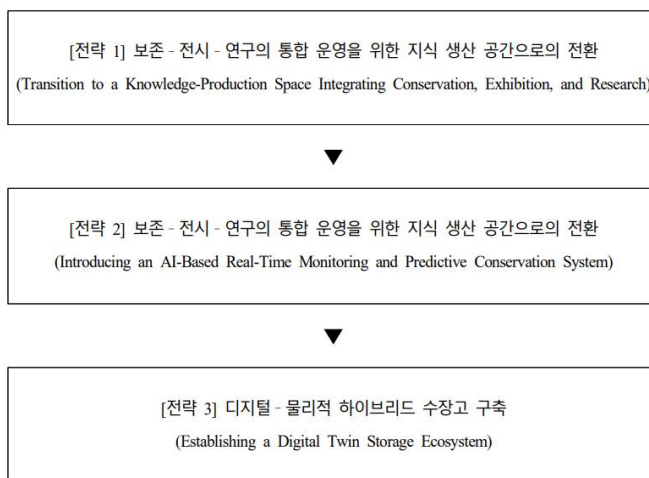 [전략 1] 보존 - 전시 - 연구의 통합 운영을 위한 지식 생산 공간으로의 전환
(Transition to a Knowledge-Production Space Integrating Conservation, Exhibition, and Research)
[전략 2] 보존 - 전시 - 연구의 통합 운영을 위한 지식 생산 공간으로의 전환
(Introducing an AI-Based Real-Time Monitoring and Predictive Conservation System)
[전략 3] 디지털 - 물리적 하이브리드 수장고 구축
(Establishing a Digital Twin Storage Ecosystem)